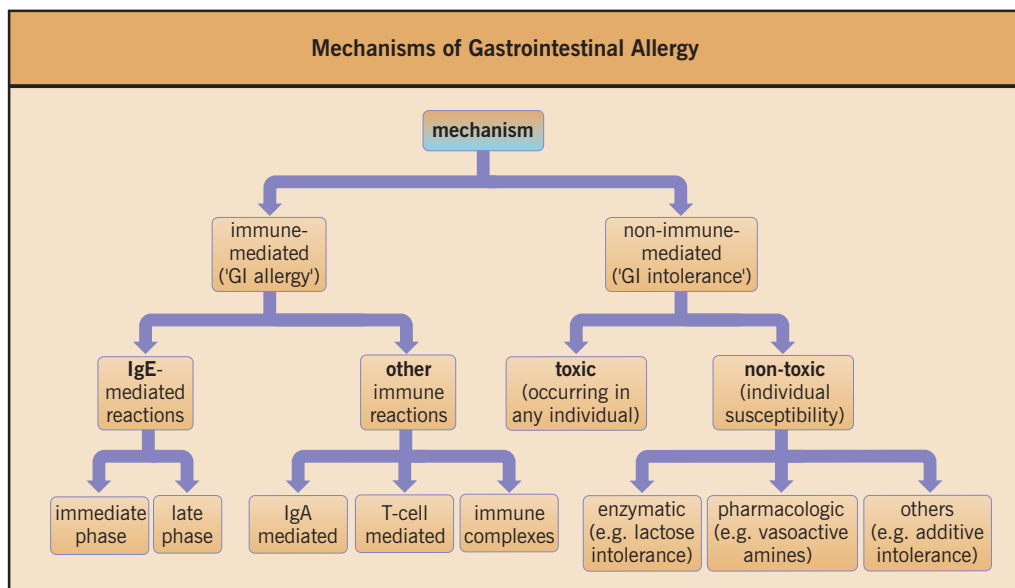 Mechanisms of Gastrointestinal Allergy
mechanism
immune-
mediated
('GI allergy')
non-immune-
mediated
('GI intolerance')
IgE-
mediated
reactions
other
immune
reactions
toxic
(occurring in
any individual)
non-toxic
(individual
susceptibility)
immediate
phase
late
phase
IgA
mediated
T-cell
mediated
immune
complexes
enzymatic
(e.g. lactose
intolerance)
pharmacologic
(e.g. vasoactive
amines)
others
(e.g. additive
intolerance)